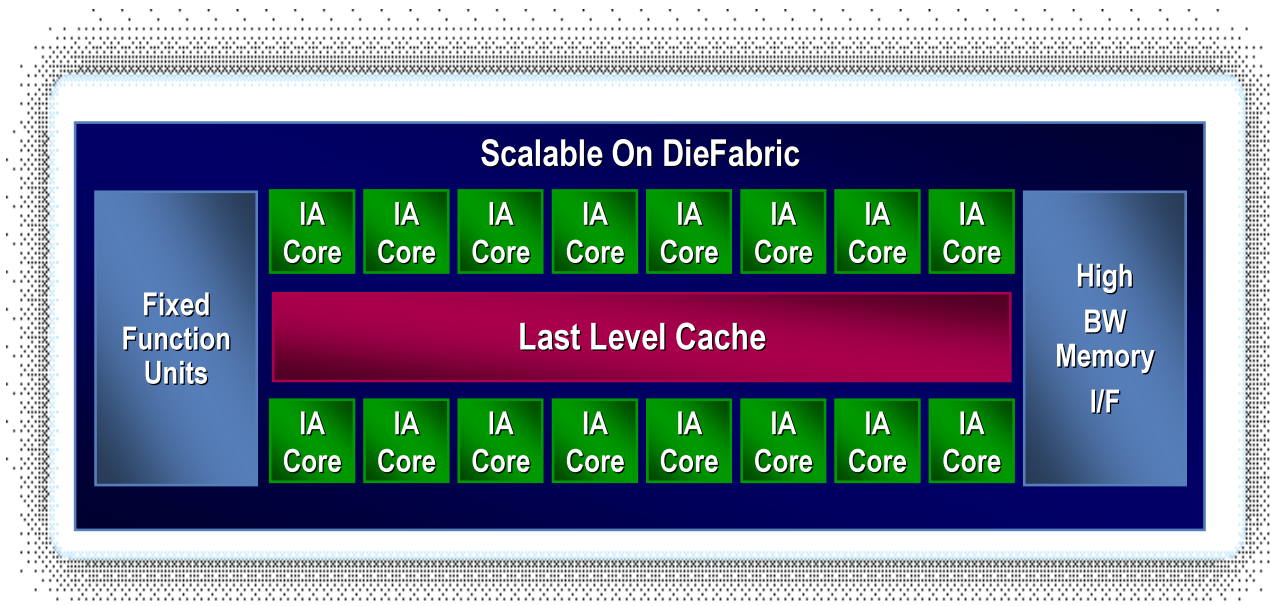 Scalable On DieFabric
IA IA IA IA IA IA IA IA
Core Core Core Core Core Core Core Core
Fixed
Function
Units
Last Level Cache
High
BW
Memory
I/F
IA IA IA IA IA IA IA IA
Core Core Core Core Core Core Core Core